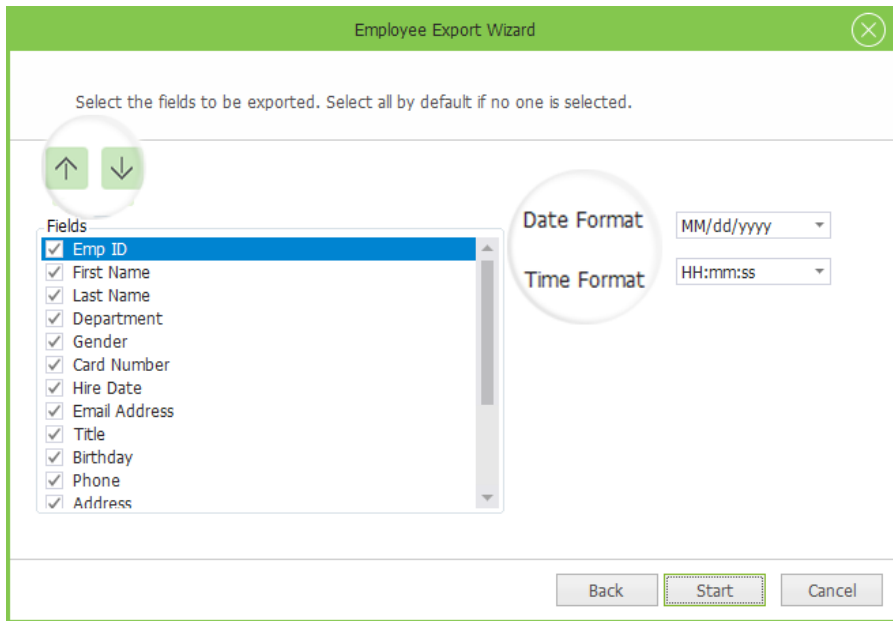 Employee Export Wizard
Select the fields to be exported. Select all by default if no one is selected.
Fields
Emp ID
First Name
Last Name
Department
Gender
Card Number
Hire Date
Email Address
Title
Birthday
Phone
Address
Date Format MM/dd/yyyy
Time Format HH:mm:ss
Back Start Cancel